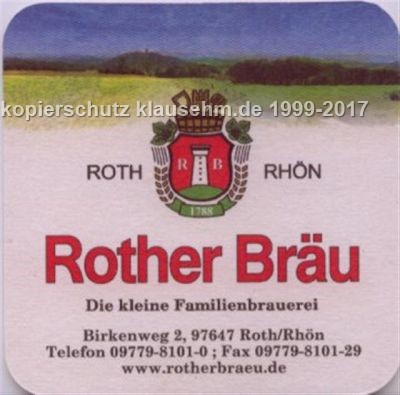 kopierschutz klausehm.de 1999-2017
ROTH RHÖN
R B
1788
Rother Bräu
Die kleine Familienbrauerei
Birkenweg 2, 97647 Roth/Rhön
Telefon 09779-8101-0 ; Fax 09779-8101-29
www.rotherbraeu.de